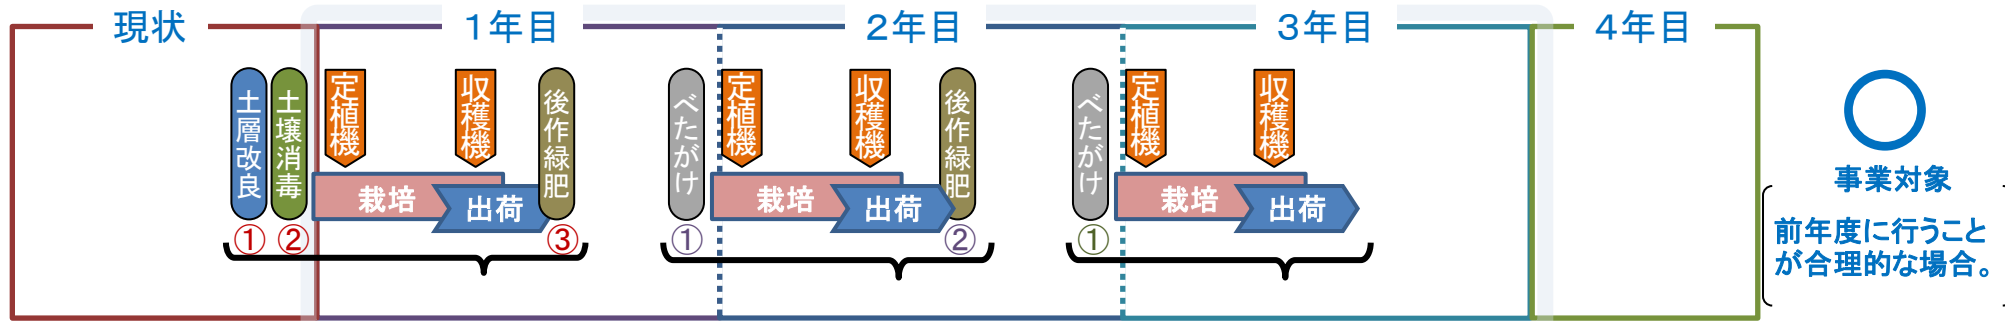 現状
1年目
2年目
3年目
4年目
土層改良
土壌消毒
定植機
収穫機
後作緑肥
栽培
出荷
①
②
③
べたがけ
定植機
収穫機
後作緑肥
栽培
出荷
①
②
べたがけ
定植機
収穫機
栽培
出荷
①
事業対象
前年度に行うこと
が合理的な場合。